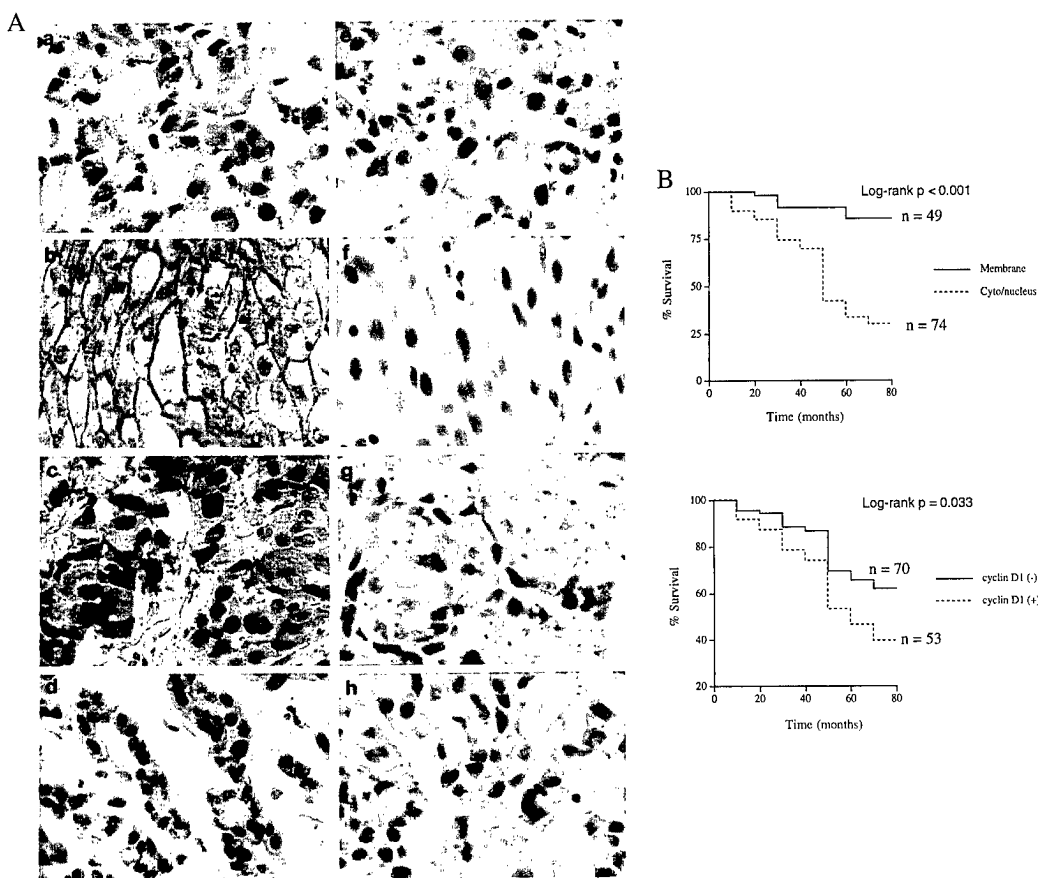 A
a
e
b
f
c
g
d
h
B
Log-rank p < 0.001
n = 49
n = 74
Membrane
Cyto/nucleus
% Survival
100
75
50
25
0
0 20 40 60 80
Time (months)
Log-rank p = 0.033
n = 70
n = 53
cyclin D1 (-)
cyclin D1 (+)
% Survival
100
80
60
40
20
0 20 40 60 80
Time (months)